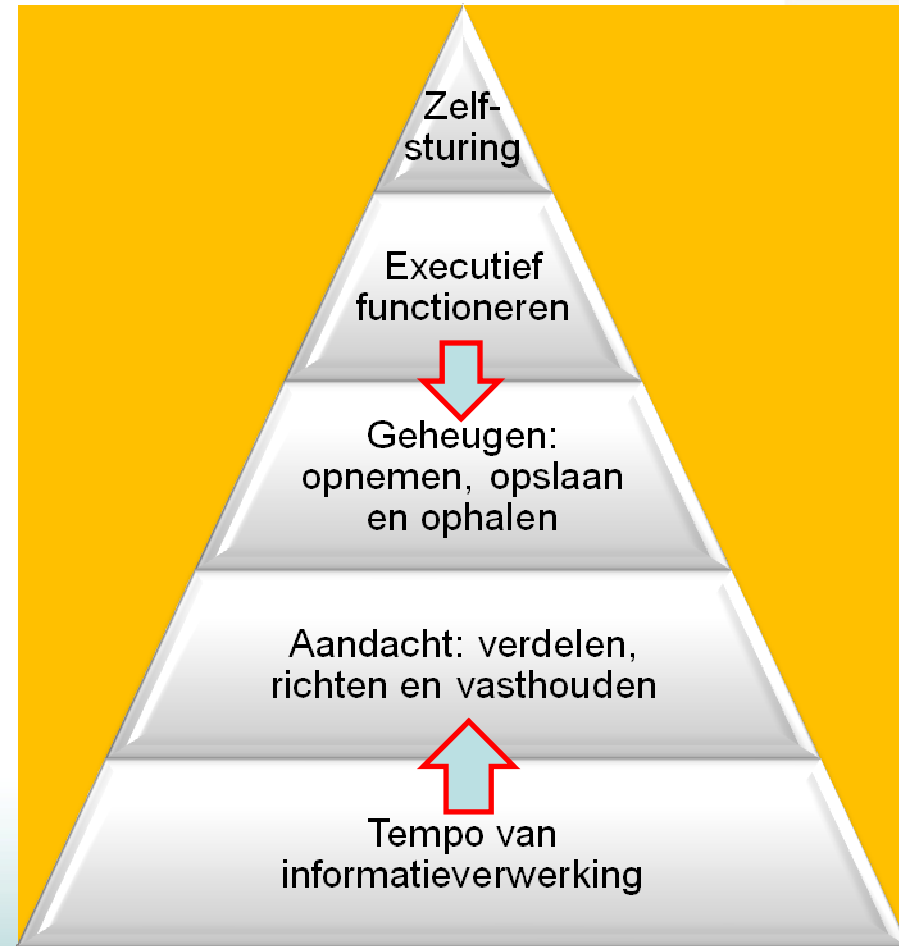 Zelf-
sturing
Executief
functioneren
Geheugen:
opnemen, opslaan
en ophalen
Aandacht: verdelen,
richten en vasthouden
Tempo van
informatieverwerking